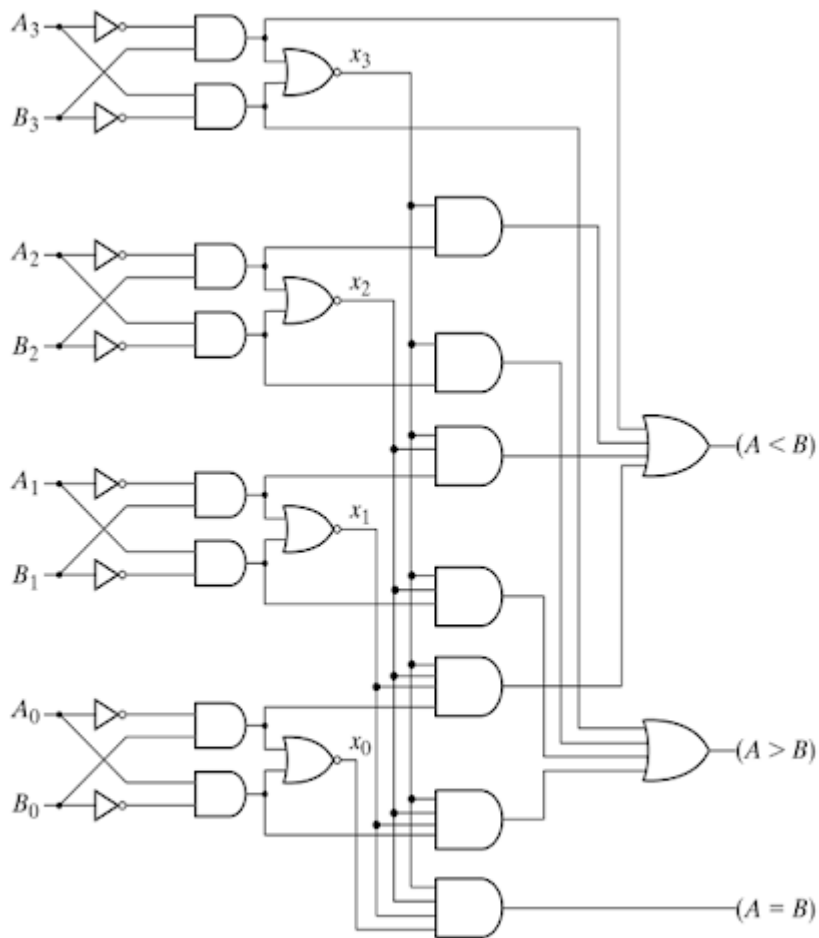 A₃
x₃
B₃
A₂
x₂
B₂
(A < B)
A₁
x₁
B₁
A₀
x₀
(A > B)
B₀
(A = B)